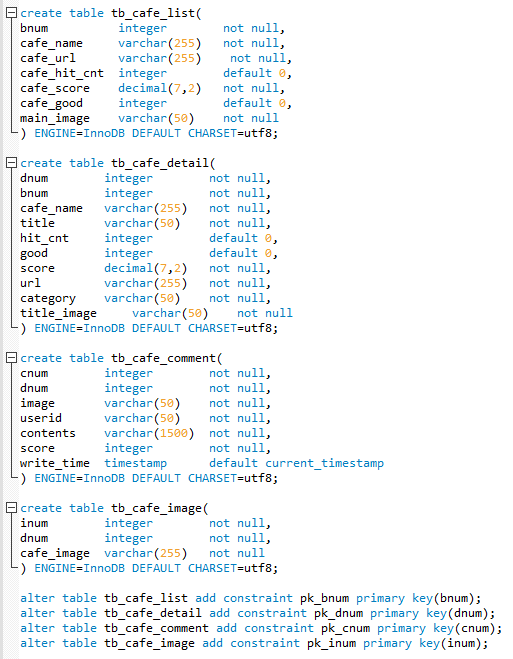 create table tb_cafe_list(
bnum integer not null,
cafe_name varchar(255) not null,
cafe_url varchar(255) not null,
cafe_hit_cnt integer default 0,
cafe_score decimal(7,2) not null,
cafe_good integer default 0,
main_image varchar(50) not null
) ENGINE=InnoDB DEFAULT CHARSET=utf8;
create table tb_cafe_detail(
dnum integer not null,
bnum integer not null,
cafe_name varchar(255) not null,
title varchar(50) not null,
hit_cnt integer default 0,
good integer default 0,
score decimal(7,2) not null,
url varchar(255) not null,
category varchar(50) not null,
title_image varchar(50) not null
) ENGINE=InnoDB DEFAULT CHARSET=utf8;
create table tb_cafe_comment(
cnum integer not null,
dnum integer not null,
image varchar(50) not null,
userid varchar(50) not null,
contents varchar(1500) not null,
score integer not null,
write_time timestamp default current_timestamp
) ENGINE=InnoDB DEFAULT CHARSET=utf8;
create table tb_cafe_image(
inum integer not null,
dnum integer not null,
cafe_image varchar(255) not null
) ENGINE=InnoDB DEFAULT CHARSET=utf8;
alter table tb_cafe_list add constraint pk_bnum primary key(bnum);
alter table tb_cafe_detail add constraint pk_dnum primary key(dnum);
alter table tb_cafe_comment add constraint pk_cnum primary key(cnum);
alter table tb_cafe_image add constraint pk_inum primary key(inum);